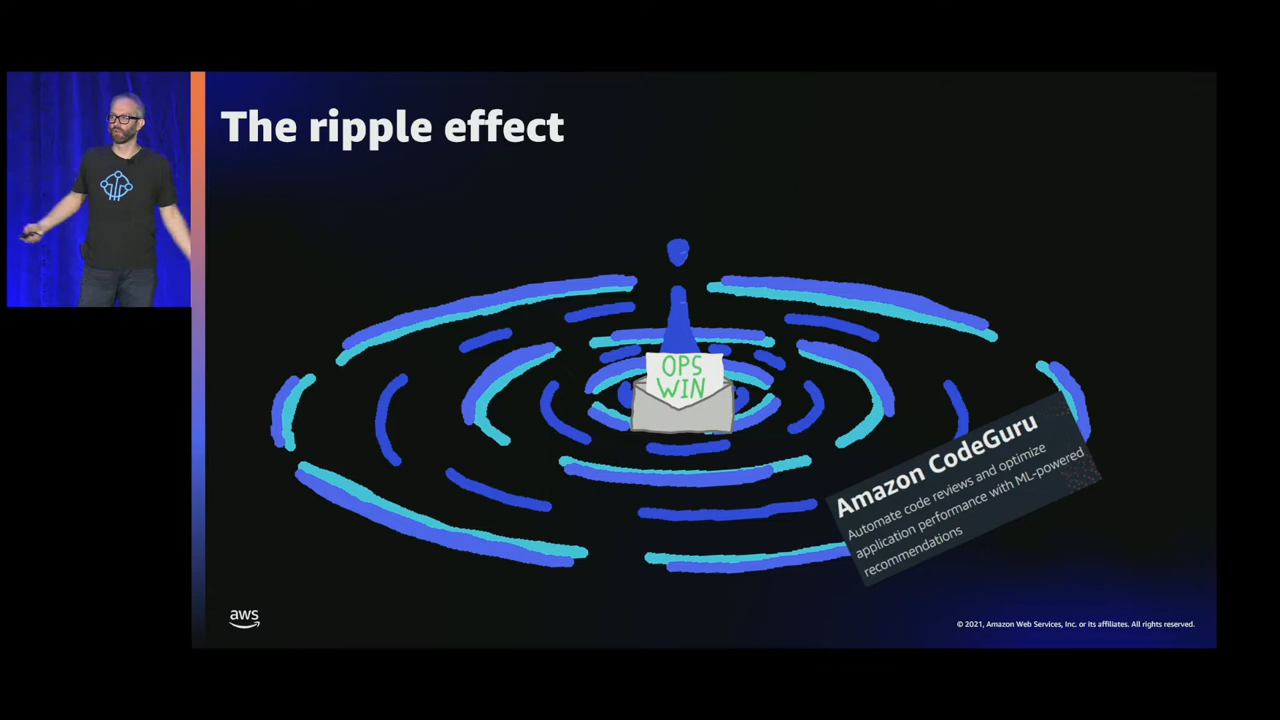 The ripple effect
OPS
WIN
Amazon CodeGuru
Automate code reviews and optimize
application performance with ML-powered
recommendations
aws
© 2021, Amazon Web Services, Inc. or its affiliates. All rights reserved.